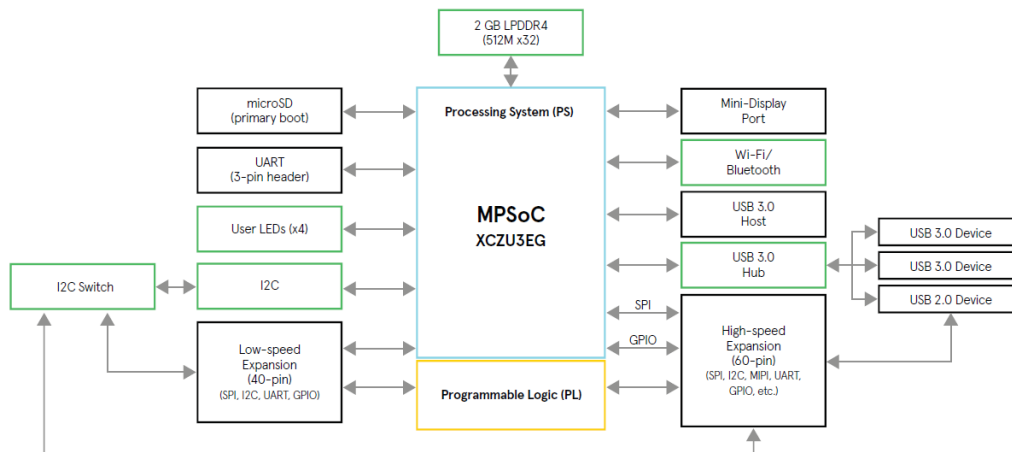 2 GB LPDDR4
(512M x32)
microSD
(primary boot)
Processing System (PS)
Mini-Display
Port
UART
(3-pin header)
Wi-Fi/
Bluetooth
MPSoC
XCZU3EG
User LEDs (x4)
USB 3.0
Host
USB 3.0 Device
I2C Switch
I2C
USB 3.0
Hub
USB 3.0 Device
USB 2.0 Device
SPI
GPIO
Low-speed
Expansion
(40-pin)
(SPI, I2C, UART, GPIO)
High-speed
Expansion
(60-pin)
(SPI, I2C, MIPI, UART,
GPIO, etc.)
Programmable Logic (PL)